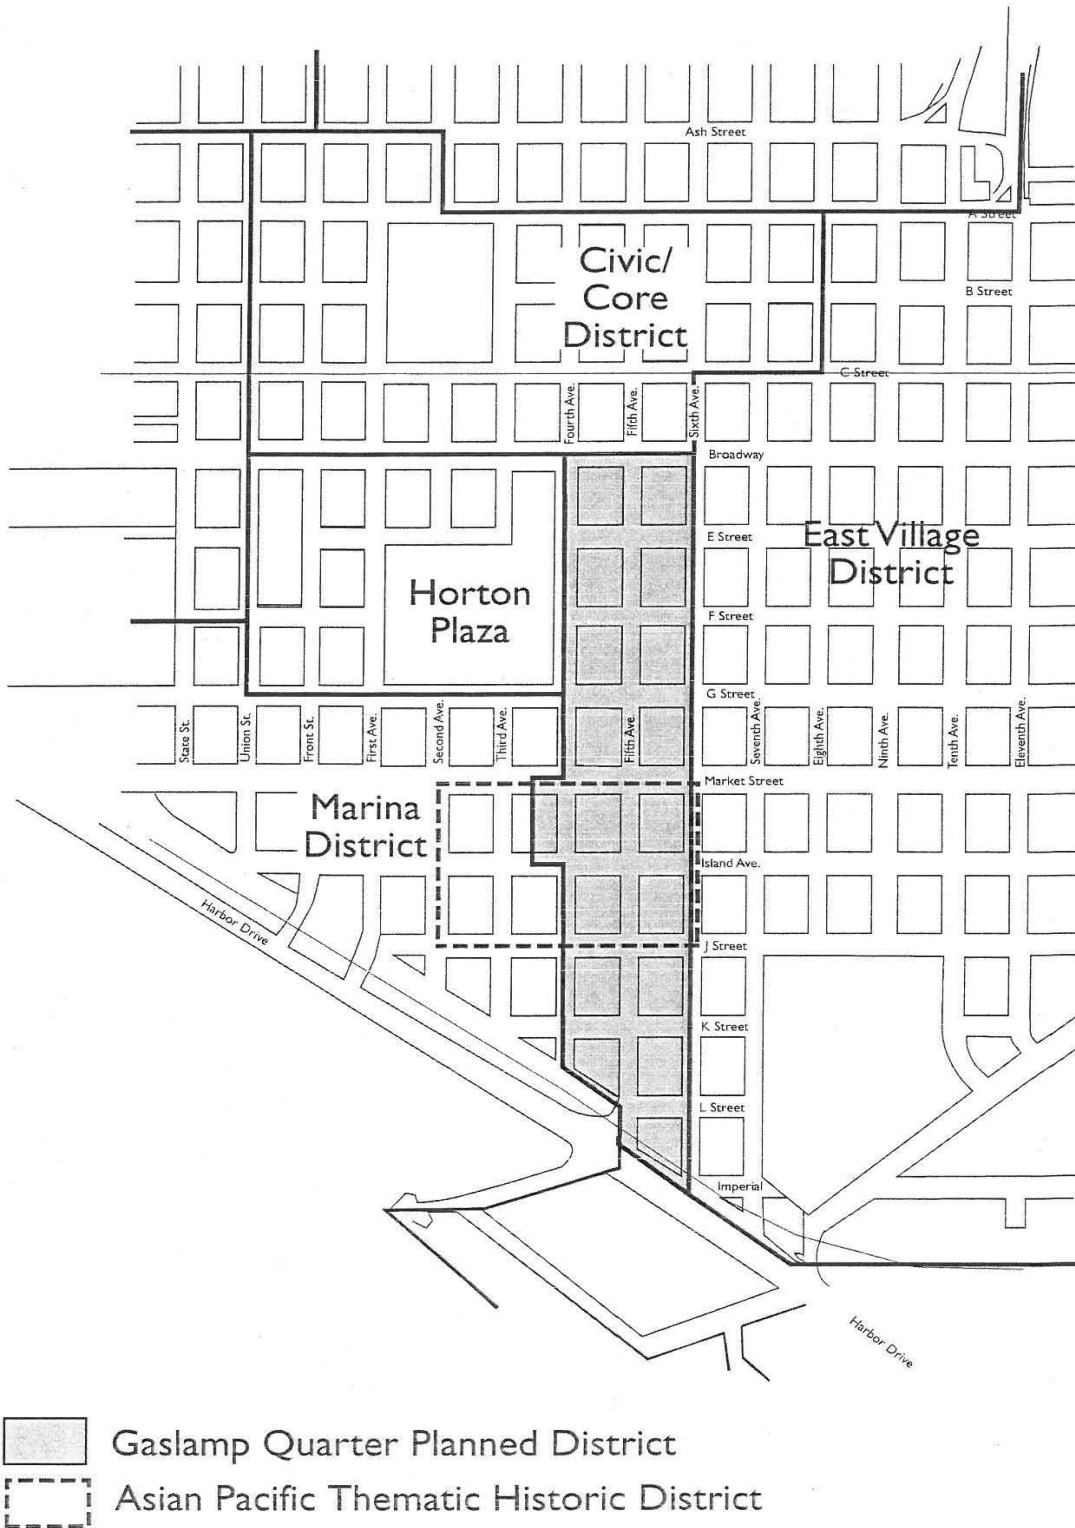 Ash Street
A Street
Civic/
Core
District
B Street
C Street
Fourth Ave.
Fifth Ave.
Sixth Ave.
Broadway
E Street
East Village
District
Horton
Plaza
F Street
G Street
State St.
Union St.
Front St.
First Ave.
Second Ave.
Third Ave.
Fifth Ave.
Seventh Ave.
Eighth Ave.
Ninth Ave.
Tenth Ave.
Eleventh Ave.
Market Street
Marina
District
Island Ave.
Harbor Drive
J Street
K Street
L Street
Imperial
Harbor Drive
Gaslamp Quarter Planned District
Asian Pacific Thematic Historic District